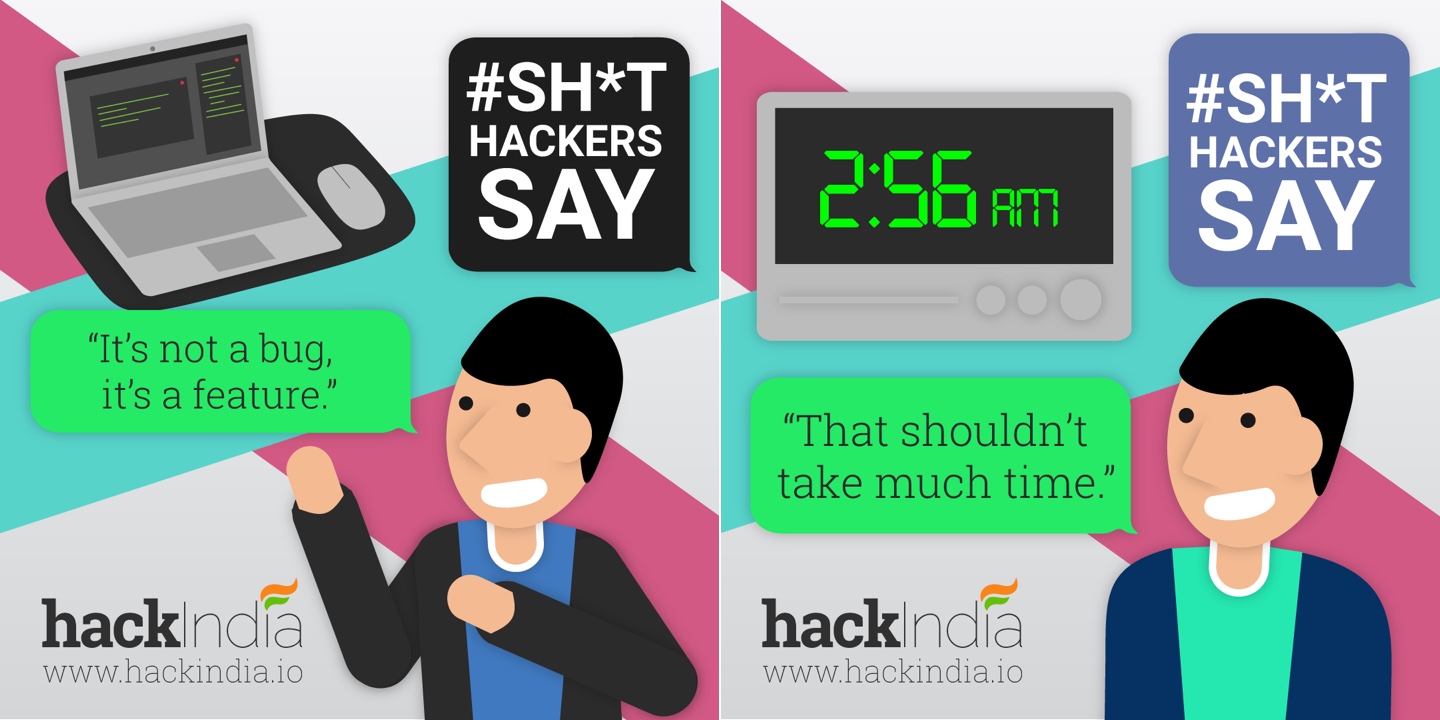 #SH*T
HACKERS
SAY
“It’s not a bug,
it’s a feature.”
hackIndia
www.hackindia.io
#SH*T
HACKERS
SAY
2:56 AM
“That shouldn’t
take much time.”
hackIndia
www.hackindia.io